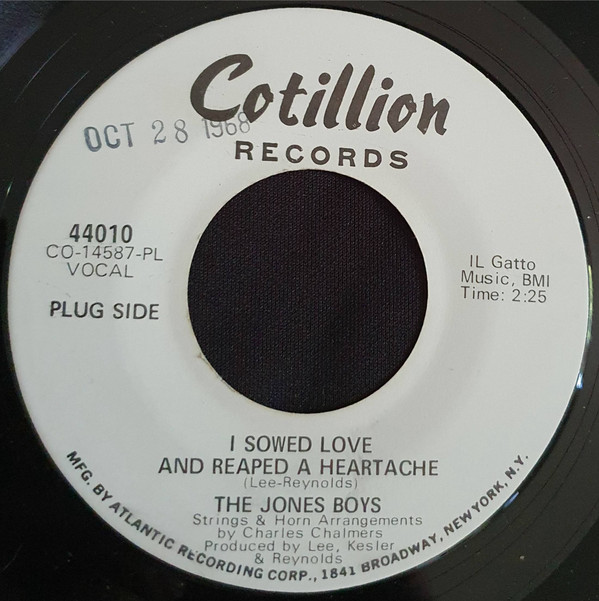 Cotillion
OCT 28 1968
RECORDS
44010
CO-14587-PL
VOCAL
PLUG SIDE
IL Gatto
Music, BMI
Time: 2:25
I SOWED LOVE
AND REAPED A HEARTACHE
(Lee-Reynolds)
THE JONES BOYS
Strings & Horn Arrangements
by Charles Chalmers
Produced by Lee, Kesler
& Reynolds
MFG. BY ATLANTIC RECORDING CORP., 1841 BROADWAY, NEW YORK, N.Y.